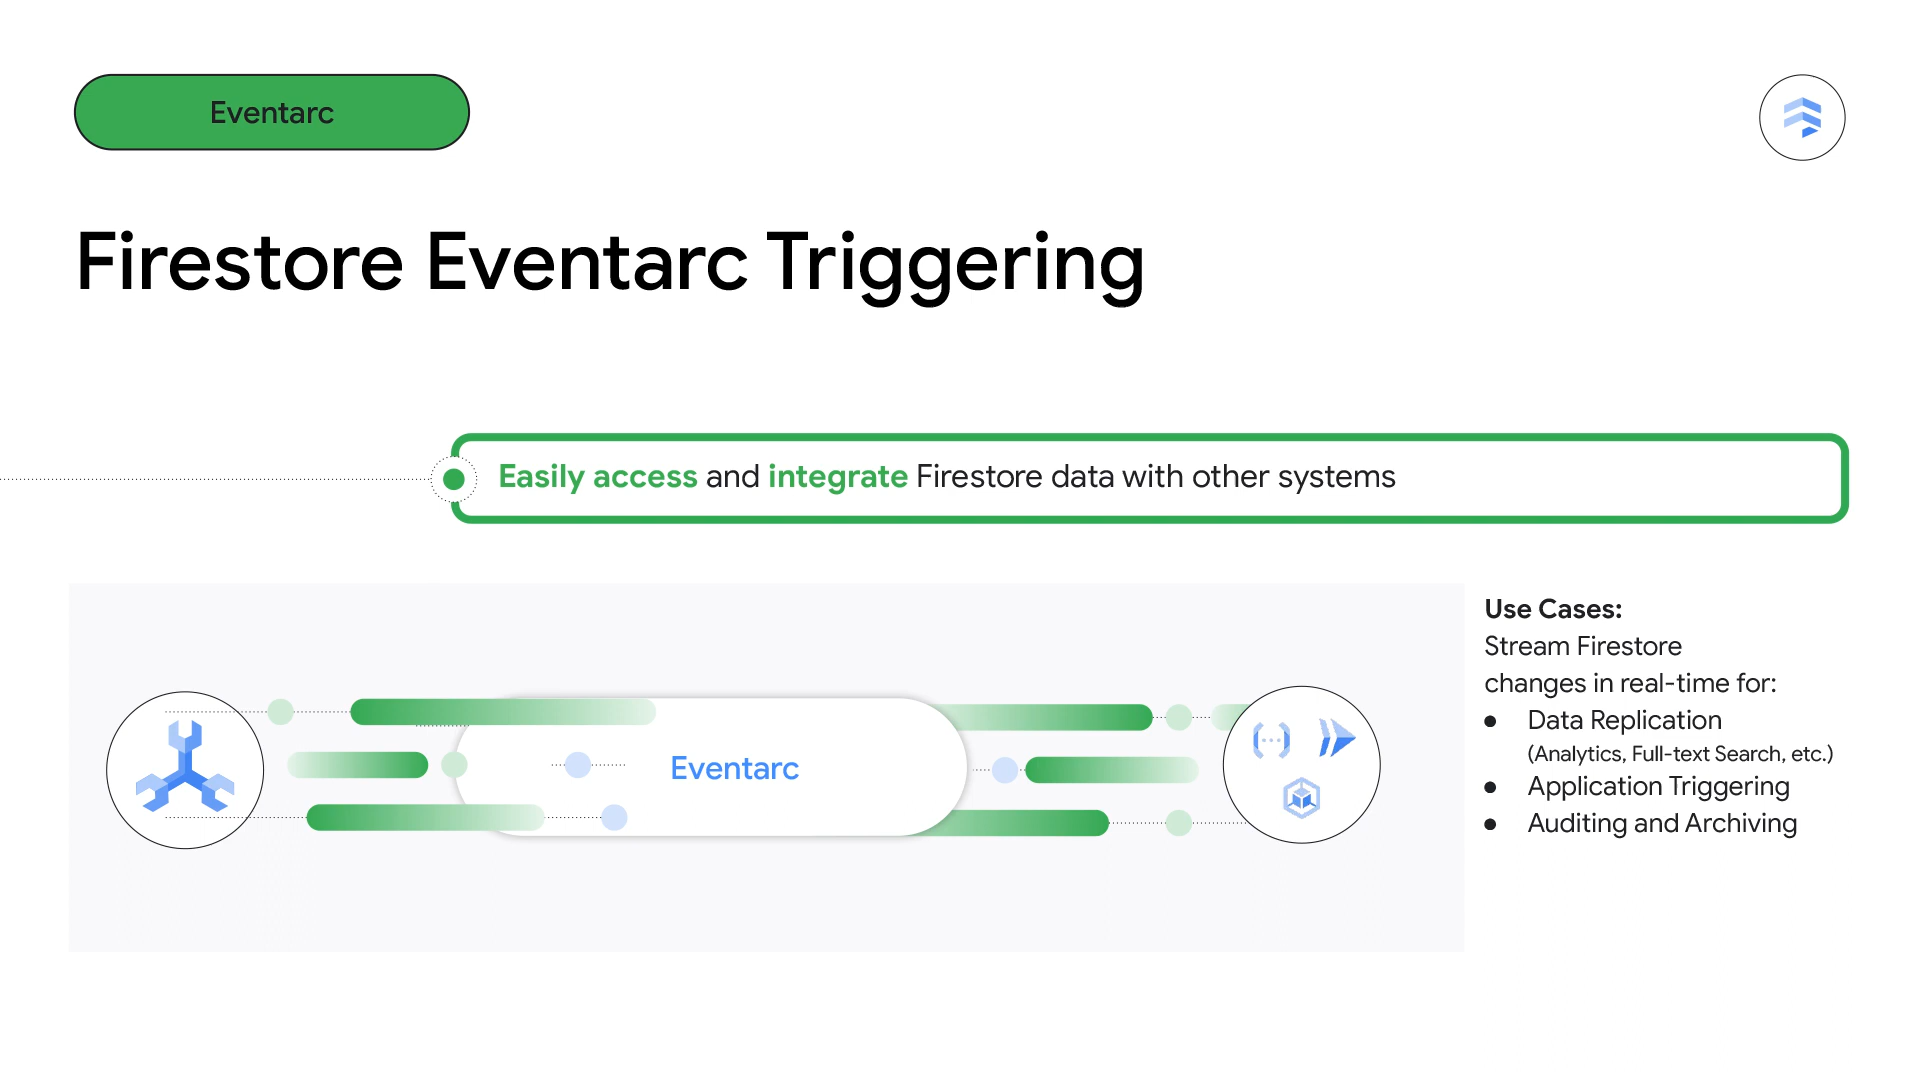 Eventarc
Firestore Eventarc Triggering
Easily access and integrate Firestore data with other systems
Eventarc
Use Cases:
Stream Firestore
changes in real-time for:
● Data Replication
(Analytics, Full-text Search, etc.)
● Application Triggering
● Auditing and Archiving